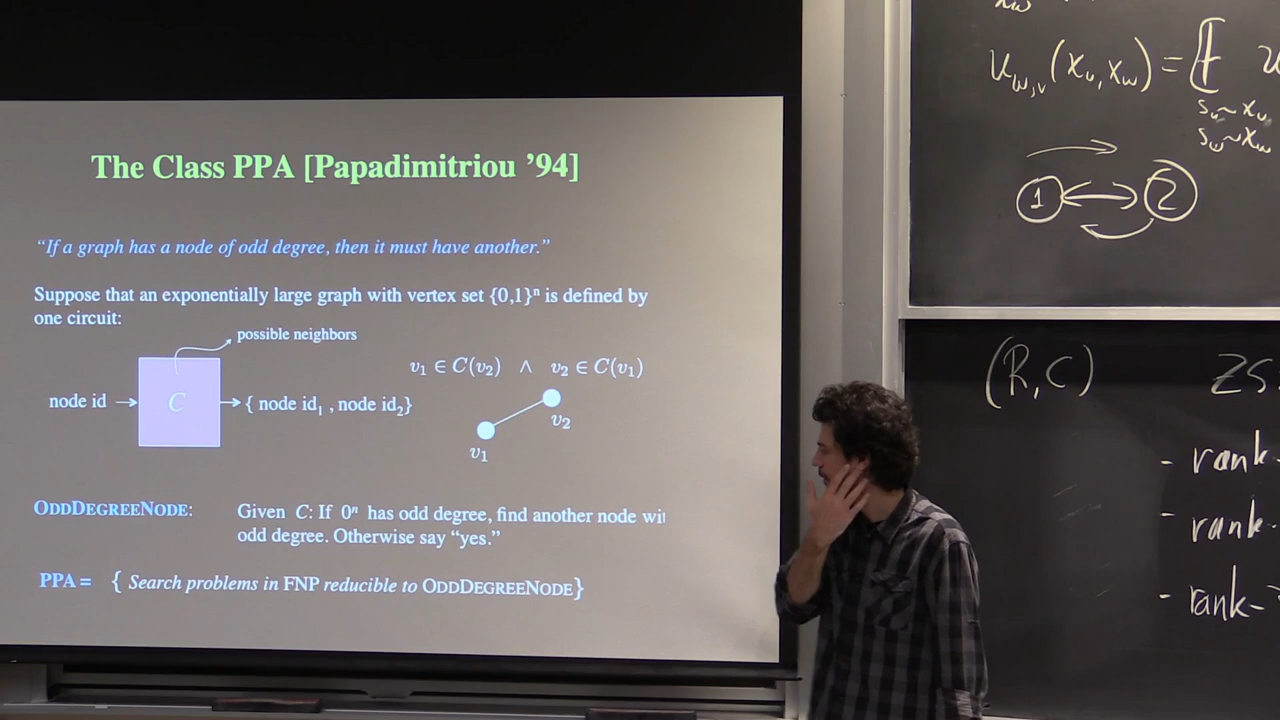 The Class PPA [Papadimitriou '94]
“If a graph has a node of odd degree, then it must have another.”
Suppose that an exponentially large graph with vertex set {0,1}ⁿ is defined by
one circuit:
possible neighbors
v₁ ∈ C(v₂) ∧ v₂ ∈ C(v₁)
node id
C
{ node id₁ , node id₂}
v₂
v₁
ODDDEGREENODE:
Given C: If 0ⁿ has odd degree, find another node wi
odd degree. Otherwise say “yes.”
PPA = { Search problems in FNP reducible to ODDDEGREENODE}
u_{w,v}(x_v, x_w) =
1 2
(R,C) ZS
- rank-
- rank-
- rank-